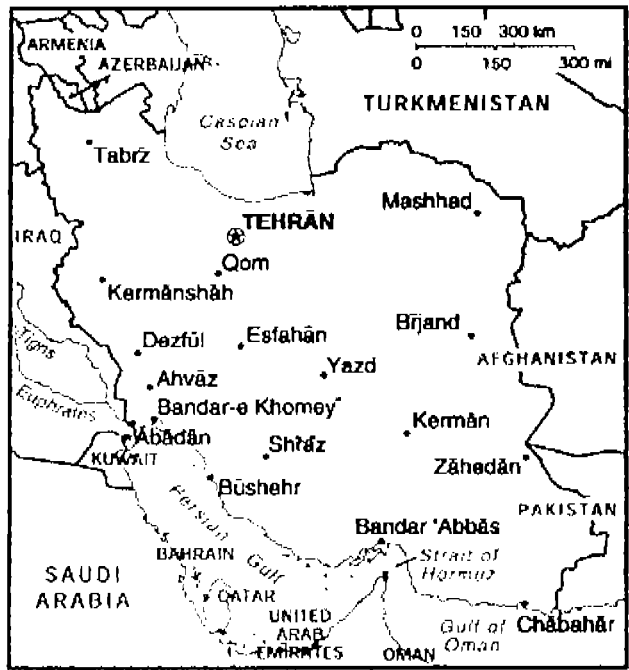 ARMENIA
0 150 300 km
0 150 300 mi
AZERBAIJAN
Caspian
Sea
TURKMENISTAN
Tabrīz
Mashhad
TEHRĀN
IRAQ
Qom
Kermānshāh
Bīrjand
Dezfūl
Esfahān
Tigris
AFGHANISTAN
Yazd
Ahvāz
Euphrates
Bandar-e KhomeY
Kermān
Ābādān
KUWAIT
Shīrāz
Zāhedān
Būshehr
Persian
Gulf
PAKISTAN
Bandar 'Abbās
BAHRAIN
Strait of
Hormuz
SAUDI
ARABIA
QATAR
UNITED
ARAB
EMIRATES
Gulf of
Oman
Chābahār
OMAN